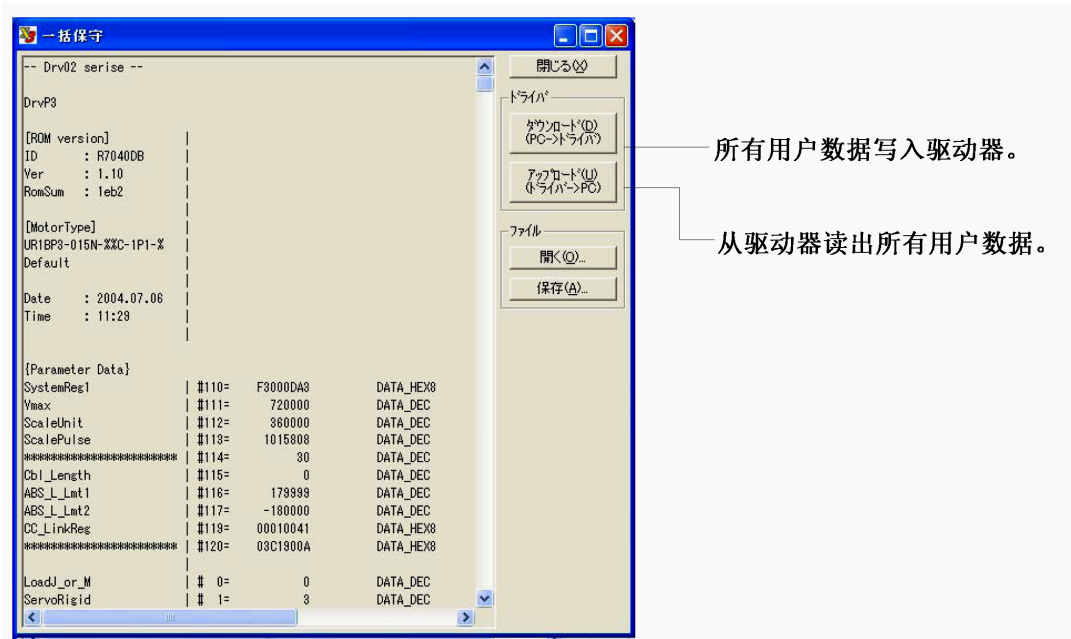 一括保守
-- Drv02 serise --
DrvP3
[ROM version] |
ID : R7040DB |
Ver : 1.10 |
RomSum : 1eb2 |
|
[MotorType] |
UR1BP3-015N-%%C-1P1-% |
Default |
|
Date : 2004.07.06 |
Time : 11:29 |
|
{Parameter Data}
SystemReg1 | #110= F3000DA3 DATA_HEX8
Vmax | #111= 720000 DATA_DEC
ScaleUnit | #112= 360000 DATA_DEC
ScalePulse | #113= 1015808 DATA_DEC
************************ | #114= 30 DATA_DEC
Cbl_Length | #115= 0 DATA_DEC
ABS_L_Lmt1 | #116= 179999 DATA_DEC
ABS_L_Lmt2 | #117= -180000 DATA_DEC
CC_LinkReg | #119= 00010041 DATA_HEX8
************************ | #120= 03C1900A DATA_HEX8
|
LoadJ_or_M | # 0= 0 DATA_DEC
ServoRigid | # 1= 3 DATA_DEC
閉じる(X)
ドライバ
ダウンロード(D)
(PC->ドライバ)
アップロード(U)
(ドライバ->PC)
ファイル
開く(O)...
保存(A)...
所有用户数据写入驱动器。
从驱动器读出所有用户数据。